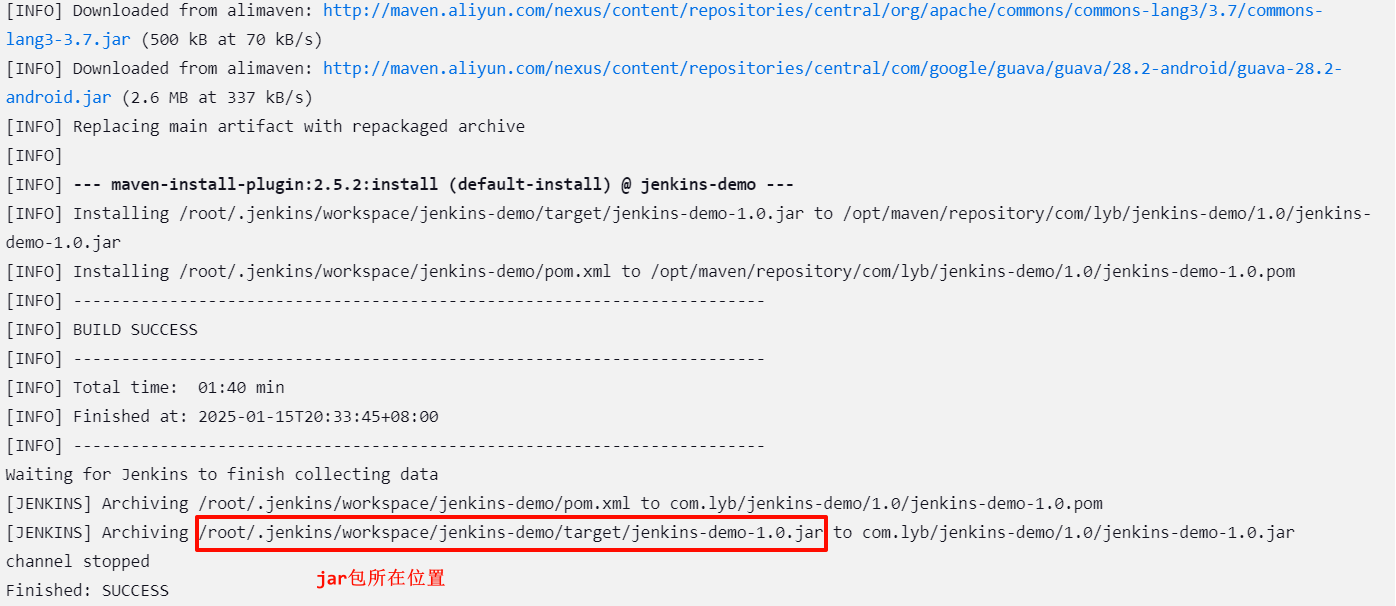 [INFO] Downloaded from alimaven: http://maven.aliyun.com/nexus/content/repositories/central/org/apache/commons/commons-lang3/3.7/commons-
lang3-3.7.jar (500 kB at 70 kB/s)
[INFO] Downloaded from alimaven: http://maven.aliyun.com/nexus/content/repositories/central/com/google/guava/guava/28.2-android/guava-28.2-
android.jar (2.6 MB at 337 kB/s)
[INFO] Replacing main artifact with repackaged archive
[INFO]
[INFO] --- maven-install-plugin:2.5.2:install (default-install) @ jenkins-demo ---
[INFO] Installing /root/.jenkins/workspace/jenkins-demo/target/jenkins-demo-1.0.jar to /opt/maven/repository/com/lyb/jenkins-demo/1.0/jenkins-
demo-1.0.jar
[INFO] Installing /root/.jenkins/workspace/jenkins-demo/pom.xml to /opt/maven/repository/com/lyb/jenkins-demo/1.0/jenkins-demo-1.0.pom
[INFO] ------------------------------------------------------------------------
[INFO] BUILD SUCCESS
[INFO] ------------------------------------------------------------------------
[INFO] Total time:  01:40 min
[INFO] Finished at: 2025-01-15T20:33:45+08:00
[INFO] ------------------------------------------------------------------------
Waiting for Jenkins to finish collecting data
[JENKINS] Archiving /root/.jenkins/workspace/jenkins-demo/pom.xml to com.lyb/jenkins-demo/1.0/jenkins-demo-1.0.pom
[JENKINS] Archiving /root/.jenkins/workspace/jenkins-demo/target/jenkins-demo-1.0.jar to com.lyb/jenkins-demo/1.0/jenkins-demo-1.0.jar
channel stopped
jar包所在位置
Finished: SUCCESS